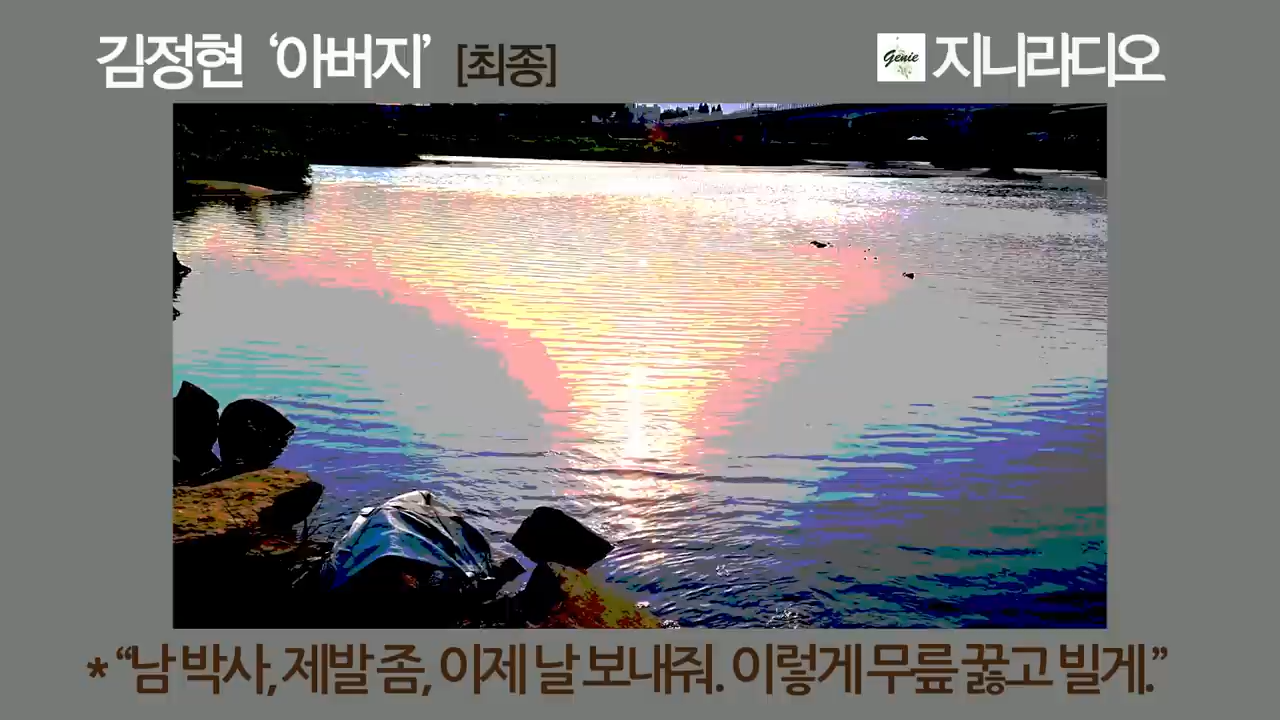 김정현 ‘아버지’ [최종]
Genie 지니라디오
* “남 박사, 제발 좀, 이제 날 보내줘. 이렇게 무릎 꿇고 빌게.”